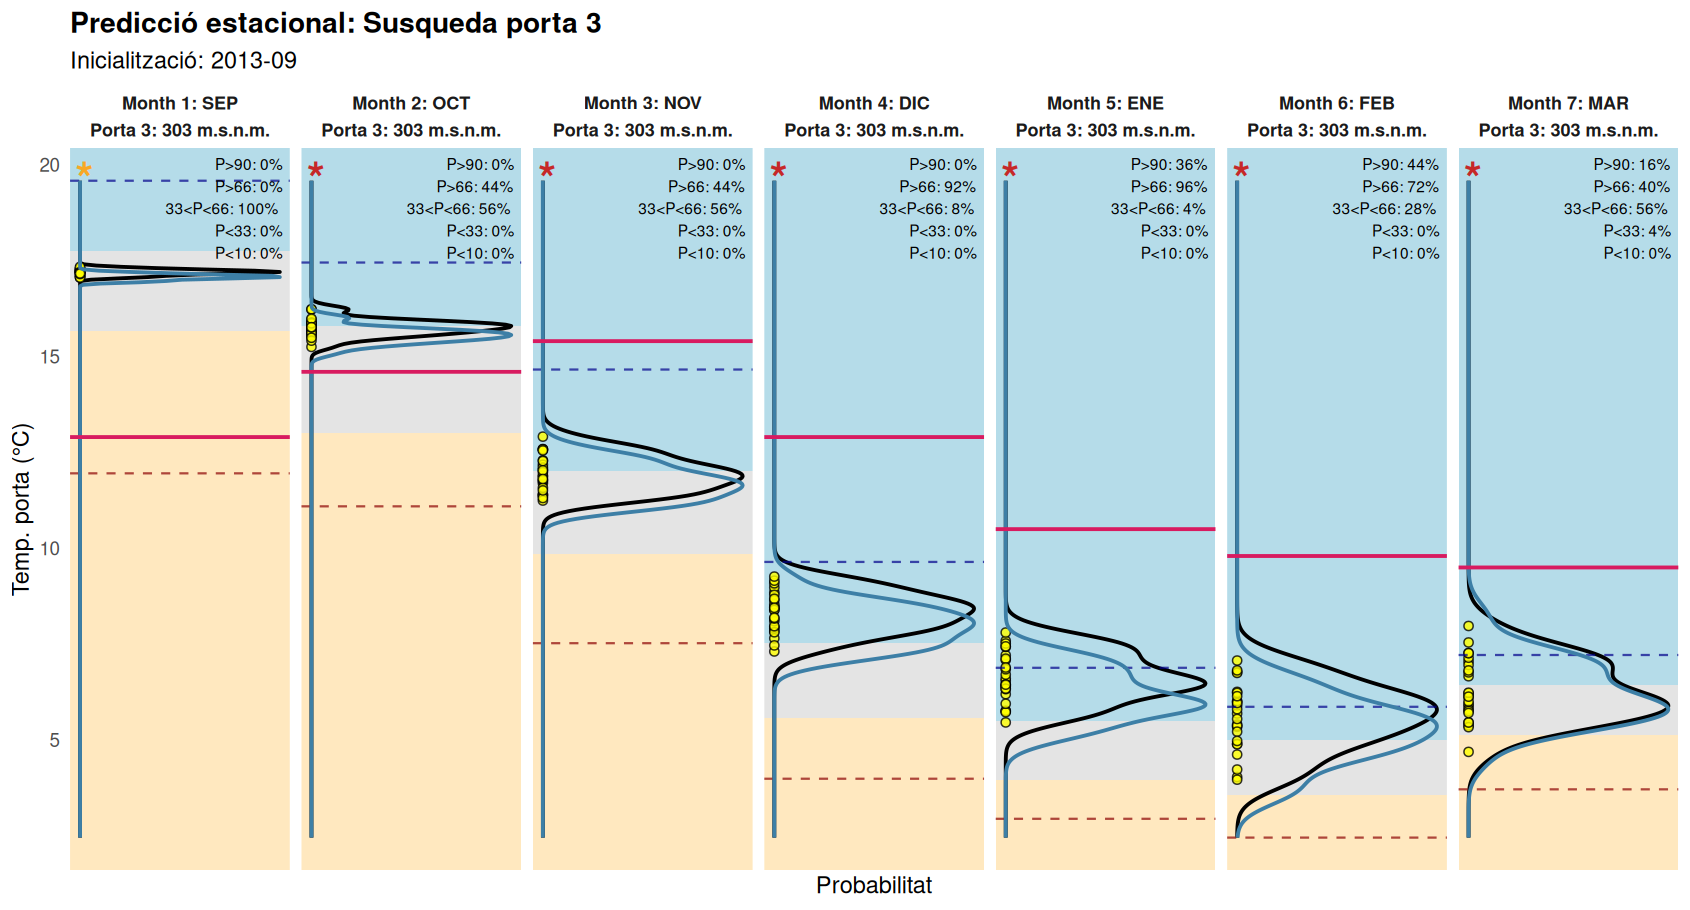 Predicció estacional: Susqueda porta 3
Inicialització: 2013-09
Month 1: SEP
Porta 3: 303 m.s.n.m.
P>90: 0%
P>66: 0%
33<P<66: 100%
P<33: 0%
P<10: 0%
Month 2: OCT
Porta 3: 303 m.s.n.m.
P>90: 0%
P>66: 44%
33<P<66: 56%
P<33: 0%
P<10: 0%
Month 3: NOV
Porta 3: 303 m.s.n.m.
P>90: 0%
P>66: 44%
33<P<66: 56%
P<33: 0%
P<10: 0%
Month 4: DIC
Porta 3: 303 m.s.n.m.
P>90: 0%
P>66: 92%
33<P<66: 8%
P<33: 0%
P<10: 0%
Month 5: ENE
Porta 3: 303 m.s.n.m.
P>90: 36%
P>66: 96%
33<P<66: 4%
P<33: 0%
P<10: 0%
Month 6: FEB
Porta 3: 303 m.s.n.m.
P>90: 44%
P>66: 72%
33<P<66: 28%
P<33: 0%
P<10: 0%
Month 7: MAR
Porta 3: 303 m.s.n.m.
P>90: 16%
P>66: 40%
33<P<66: 56%
P<33: 4%
P<10: 0%
20
15
10
5
Temp. porta (°C)
Probabilitat